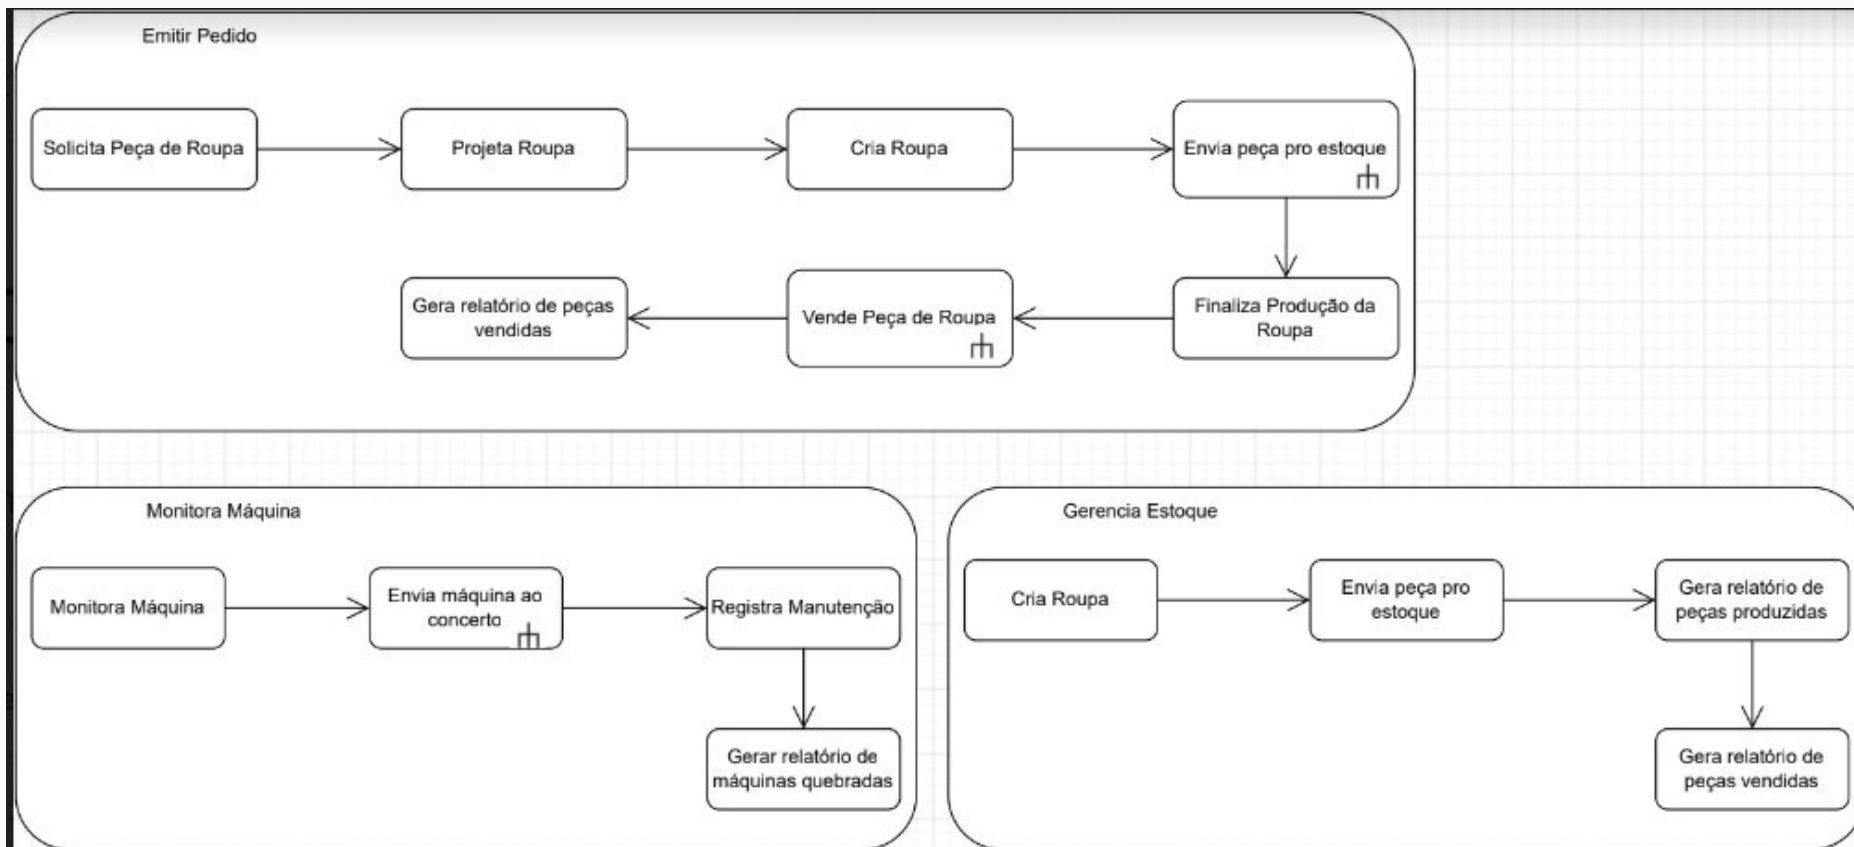 Emitir Pedido
Solicita Peça de Roupa
Projeta Roupa
Cria Roupa
Envia peça pro estoque
Gera relatório de peças
vendidas
Vende Peça de Roupa
Finaliza Produção da
Roupa
Monitora Máquina
Monitora Máquina
Envia máquina ao
concerto
Registra Manutenção
Gerar relatório de
máquinas quebradas
Gerencia Estoque
Cria Roupa
Envia peça pro
estoque
Gera relatório de
peças produzidas
Gera relatório de
peças vendidas